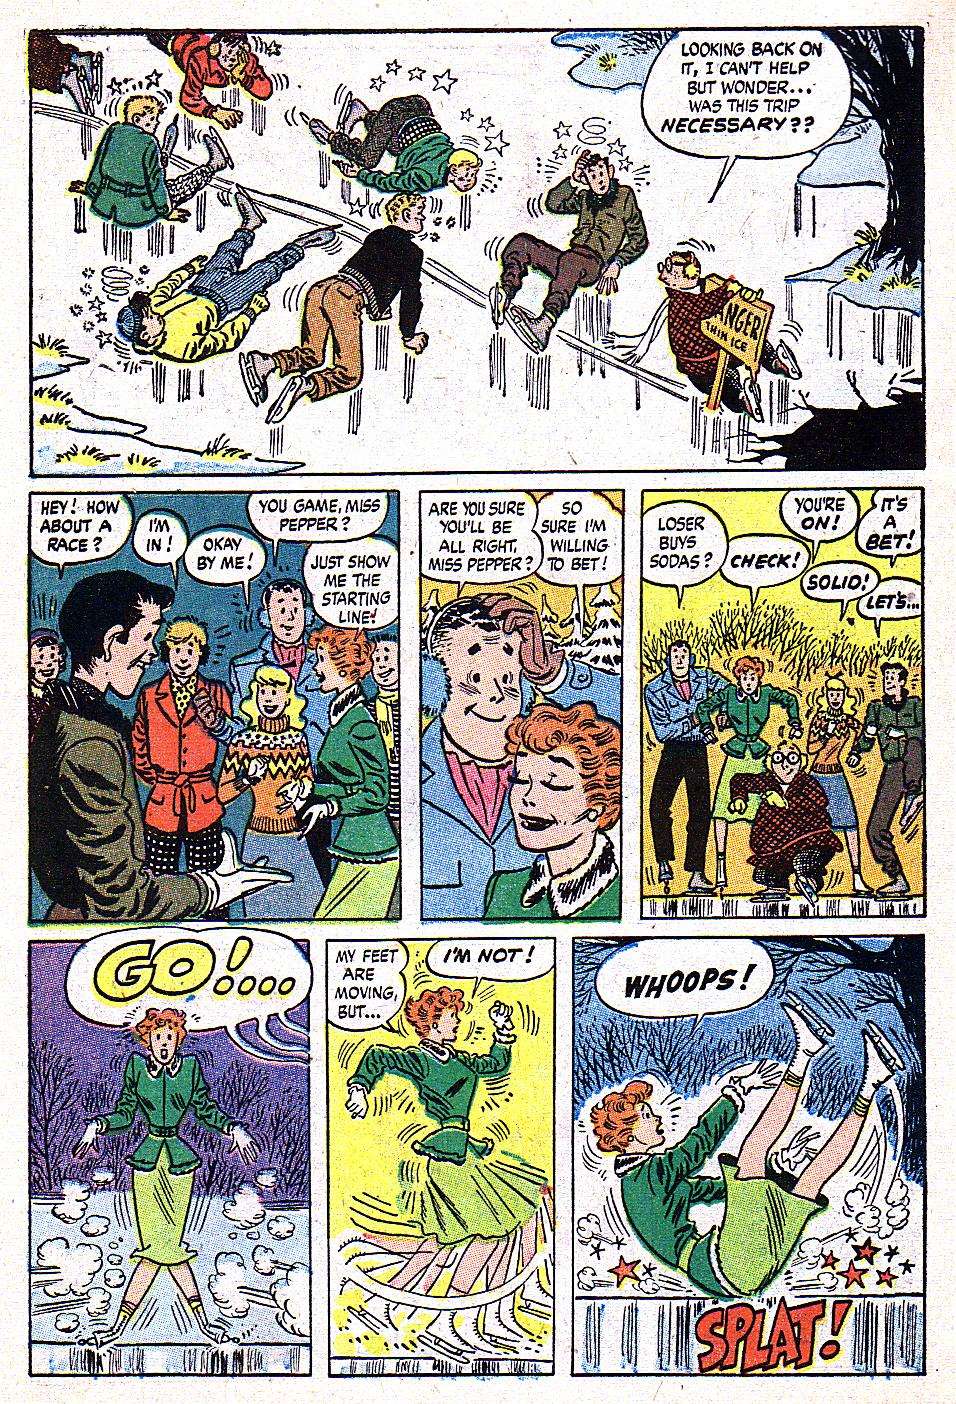 LOOKING BACK ON
IT, I CAN'T HELP
BUT WONDER...
WAS THIS TRIP
NECESSARY??
NGER
THIN ICE
HEY! HOW
ABOUT A
RACE?
I'M
IN!
OKAY
BY ME!
YOU GAME, MISS
PEPPER?
JUST SHOW
ME THE
STARTING
LINE!
ARE YOU SURE
YOU'LL BE
ALL RIGHT,
MISS PEPPER?
SO
SURE I'M
WILLING
TO BET!
LOSER
BUYS
SODAS?
CHECK!
YOU'RE
ON!
SOLID!
IT'S
A
BET!
LET'S...
GO!....
MY FEET
ARE
MOVING,
BUT...
I'M NOT!
WHOOPS!
SPLAT!